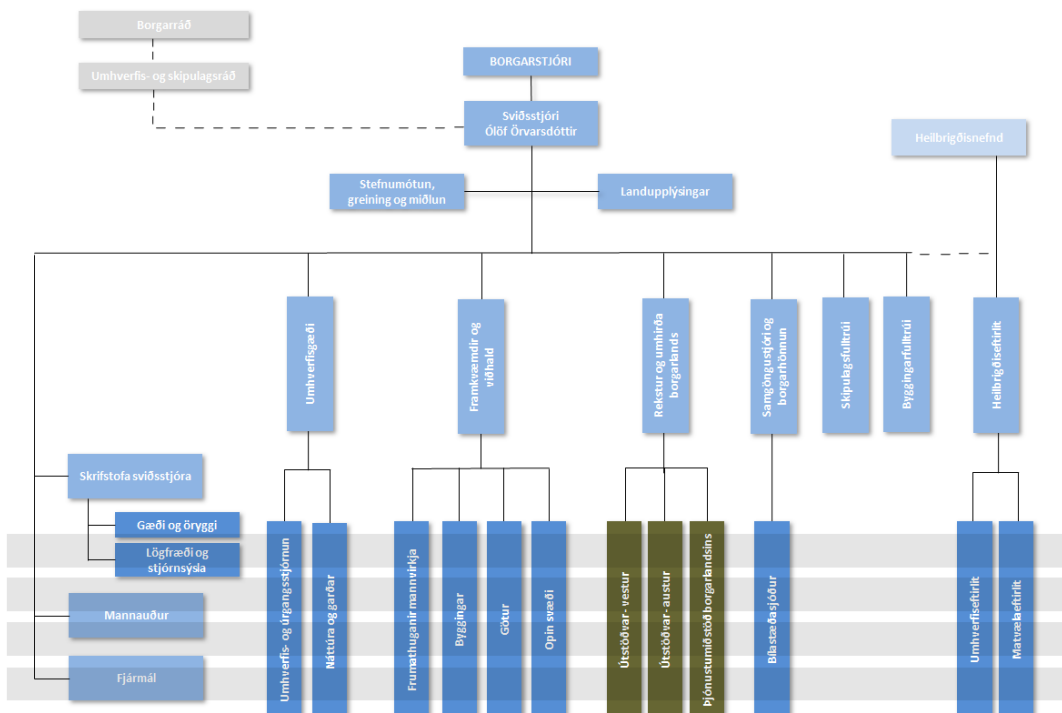 Borgarráð
Umhverfis- og skipulagsráð
BORGARSTJÓRI
Sviðsstjóri
Ólöf Örvarsdóttir
Heilbrigðisnefnd
Stefnumótun,
greining og miðlun
Landupplýsingar
Umhverfisgæði
Framkvæmdir og
viðhald
Rekstur og umhirða
borgarlands
Samgöngustjóri og
borgarhönnun
Skipulagsfulltrúi
Byggingarfulltrúi
Heilbrigðiseftirlit
Skrifstofa sviðsstjóra
Gæði og öryggi
Lögfræði og
stjórnsýsla
Mannauður
Fjármál
Umhverfis- og úrgangsstjórnun
Náttúra og garðar
Frumathuganir mannvirkja
Byggingar
Götur
Opin svæði
Útstöðvar- vestur
Útstöðvar- austur
Þjónustumiðstöð borgarlandsins
Bílastæðasjóður
Umhverfiseftirlit
Matvælaeftirlit